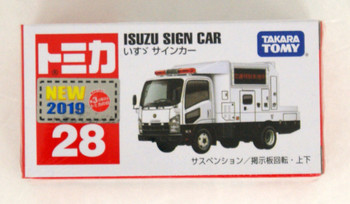 トミカ
ISUZU SIGN CAR
いすゞ サインカー
TAKARA
TOMY
NEW
2019
28
サスペンション／掲示板回転・上下